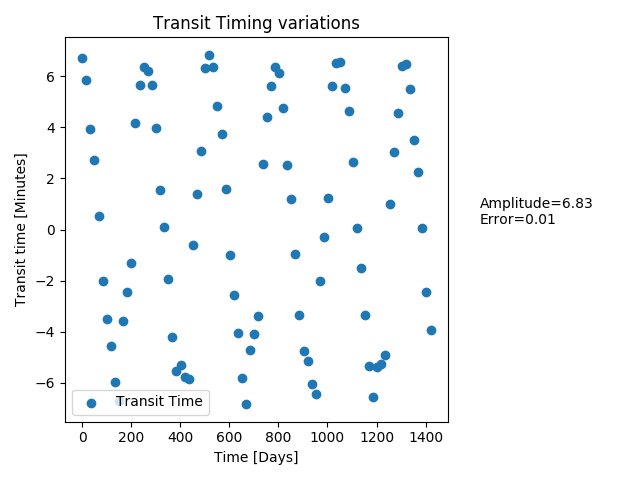 Transit Timing variations
Transit time [Minutes]
6
4
2
0
−2
−4
−6
Transit Time
0 200 400 600 800 1000 1200 1400
Time [Days]
Amplitude=6.83
Error=0.01